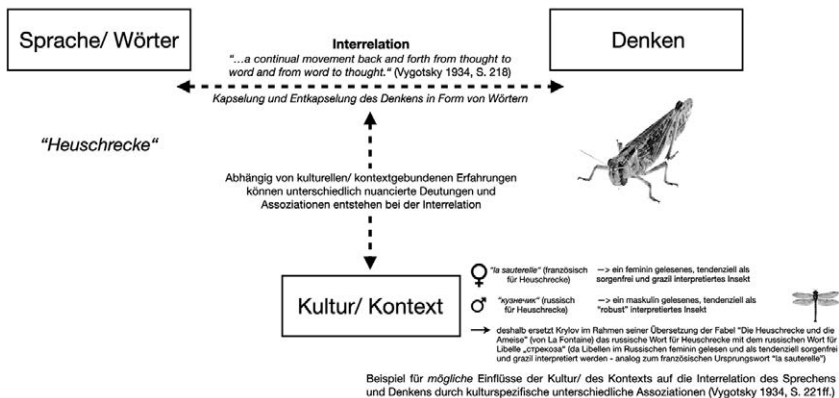 Sprache/ Wörter
Interrelation
"...a continual movement back and forth from thought to
word and from word to thought.“ (Vygotsky 1934, S. 218)
Denken
Kapselung und Entkapselung des Denkens in Form von Wörtern
"Heuschrecke“
Abhängig von kulturellen/ kontextgebundenen Erfahrungen
können unterschiedlich nuancierte Deutungen und
Assoziationen entstehen bei der Interrelation
Kultur/ Kontext
♀ "la sauterelle" (französisch für Heuschrecke) —> ein feminin gelesenes, tendenziell als sorgenfrei und grazil interpretiertes Insekt
♂ "кузнечик" (russisch für Heuschrecke) —> ein maskulin gelesenes, tendenziell als "robust" interpretiertes Insekt
deshalb ersetzt Krylov im Rahmen seiner Übersetzung der Fabel "Die Heuschrecke und die
Ameise" (von La Fontaine) das russische Wort für Heuschrecke mit dem russischen Wort für
Libelle „стрекоза“ (da Libellen im Russischen feminin gelesen und als tendenziell sorgenfrei
und grazil interpretiert werden - analog zum französischen Ursprungswort "la sauterelle")
Beispiel für mögliche Einflüsse der Kultur/ des Kontexts auf die Interrelation des Sprechens
und Denkens durch kulturspezifische unterschiedliche Assoziationen (Vygotsky 1934, S. 221ff.)